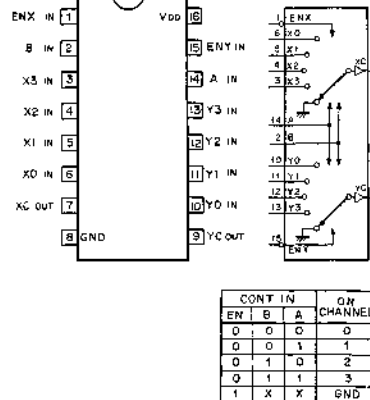 ENX IN 1
B IN 2
X3 IN 3
X2 IN 4
X1 IN 5
X0 IN 6
XC OUT 7
8 GND
VDD 16
15 ENY IN
14 A IN
13 Y3 IN
12 Y2 IN
11 Y1 IN
10 Y0 IN
9 YC OUT
1 ENX
6 X0
5 X1
4 X2
3 X3
XC
14 A
2 B
10 Y0
11 Y1
12 Y2
13 Y3
YC
15 ENY
CONT IN ON CHANNEL
EN B A
0 0 0 0
0 0 1 1
0 1 0 2
0 1 1 3
1 X X GND